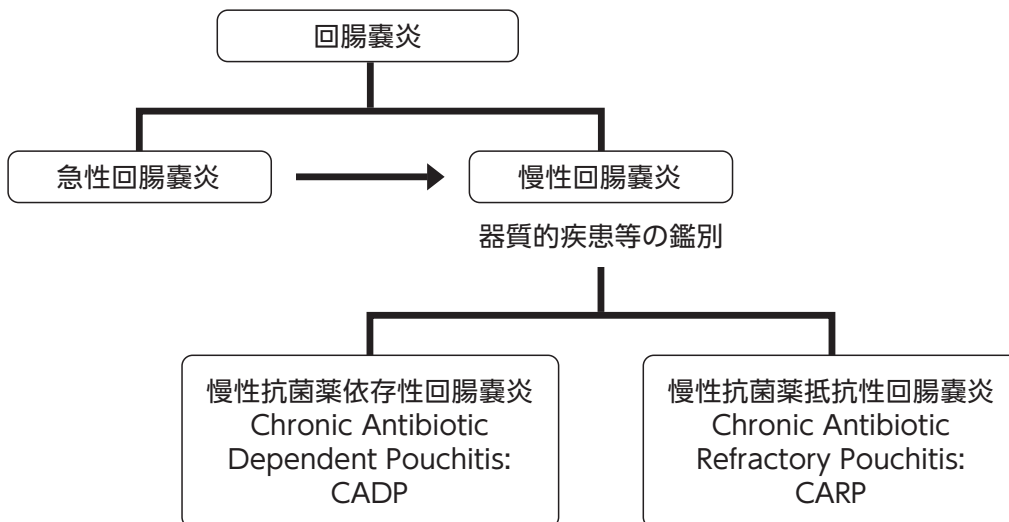 回腸嚢炎
急性回腸嚢炎
慢性回腸嚢炎
器質的疾患等の鑑別
慢性抗菌薬依存性回腸嚢炎
Chronic Antibiotic
Dependent Pouchitis:
CADP
慢性抗菌薬抵抗性回腸嚢炎
Chronic Antibiotic
Refractory Pouchitis:
CARP